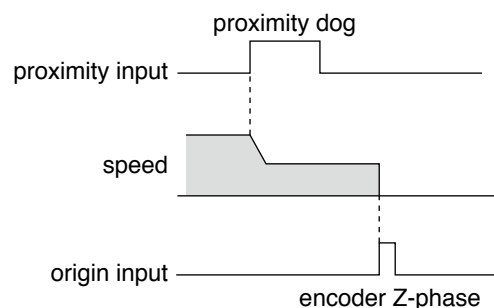 proximity dog
proximity input
speed
origin input
encoder Z-phase